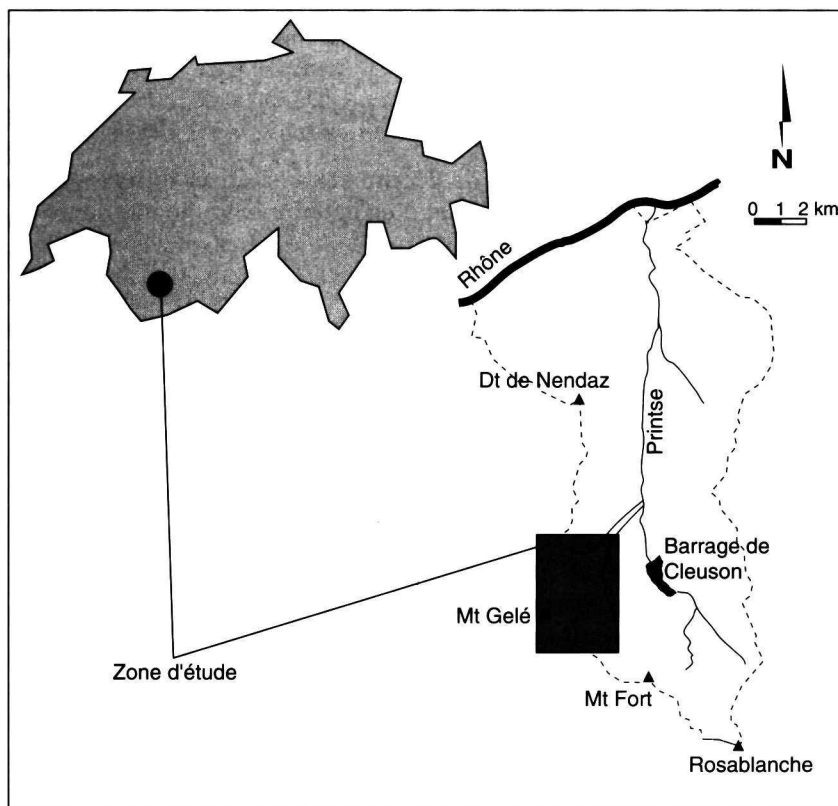 N
0 1 2 km
Rhône
Dt de Nendaz
Printse
Barrage de
Cleuson
Mt Gelé
Zone d'étude
Mt Fort
Rosablanche